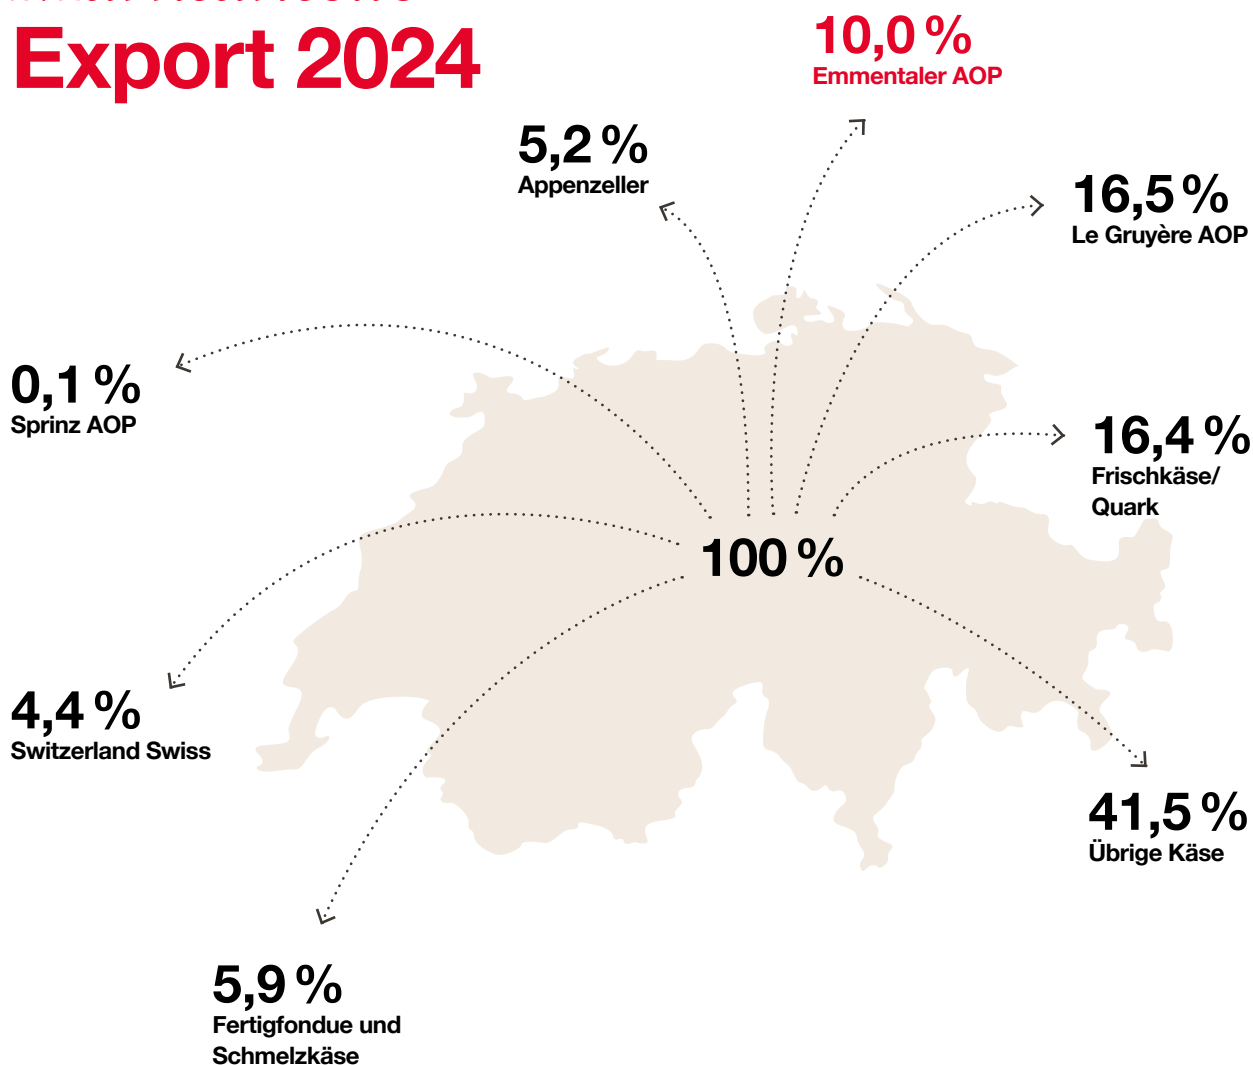 Export 2024
10,0 %
Emmentaler AOP
5,2 %
Appenzeller
16,5 %
Le Gruyère AOP
0,1 %
Sprinz AOP
16,4 %
Frischkäse/
Quark
100 %
4,4 %
Switzerland Swiss
41,5 %
Übrige Käse
5,9 %
Fertigfondue und
Schmelzkäse